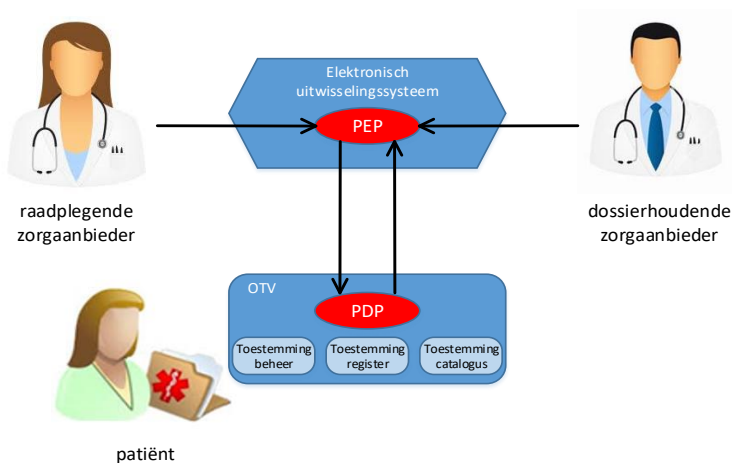 Elektronisch
uitwisselingssysteem
PEP
raadplegende
zorgaanbieder
dossierhoudende
zorgaanbieder
OTV
PDP
Toestemming
beheer
Toestemming
register
Toestemming
catalogus
patiënt